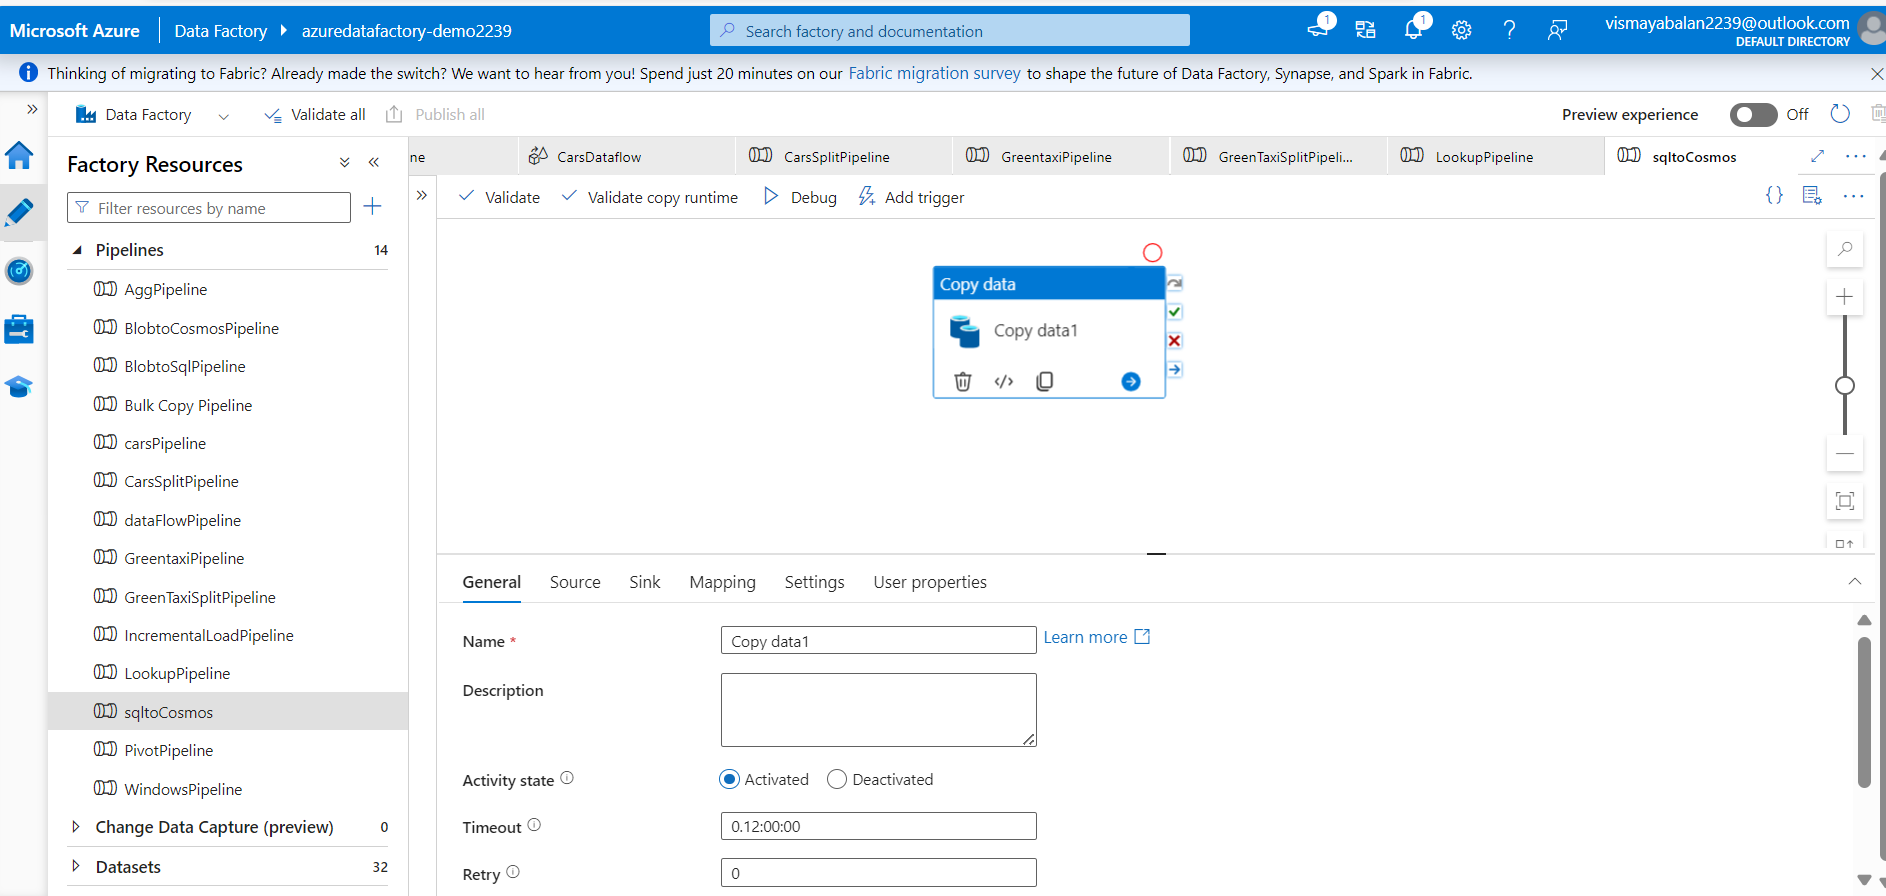 Microsoft Azure
Data Factory
azuredatafactory-demo2239
Search factory and documentation
1
1
vismayabalan2239@outlook.com
DEFAULT DIRECTORY
Thinking of migrating to Fabric? Already made the switch? We want to hear from you! Spend just 20 minutes on our Fabric migration survey to shape the future of Data Factory, Synapse, and Spark in Fabric.
Data Factory
Validate all
Publish all
Preview experience
Off
Factory Resources
ne
CarsDataflow
CarsSplitPipeline
GreentaxiPipeline
GreenTaxiSplitPipeli...
LookupPipeline
sqltoCosmos
Filter resources by name
Validate
Validate copy runtime
Debug
Add trigger
Pipelines
14
AggPipeline
BlobtoCosmosPipeline
BlobtoSqlPipeline
Bulk Copy Pipeline
carsPipeline
CarsSplitPipeline
dataFlowPipeline
GreentaxiPipeline
GreenTaxiSplitPipeline
IncrementalLoadPipeline
LookupPipeline
sqltoCosmos
PivotPipeline
WindowsPipeline
Change Data Capture (preview)
0
Datasets
32
Copy data
Copy data1
General
Source
Sink
Mapping
Settings
User properties
Name *
Copy data1
Learn more
Description
Activity state
Activated
Deactivated
Timeout
0.12:00:00
Retry
0